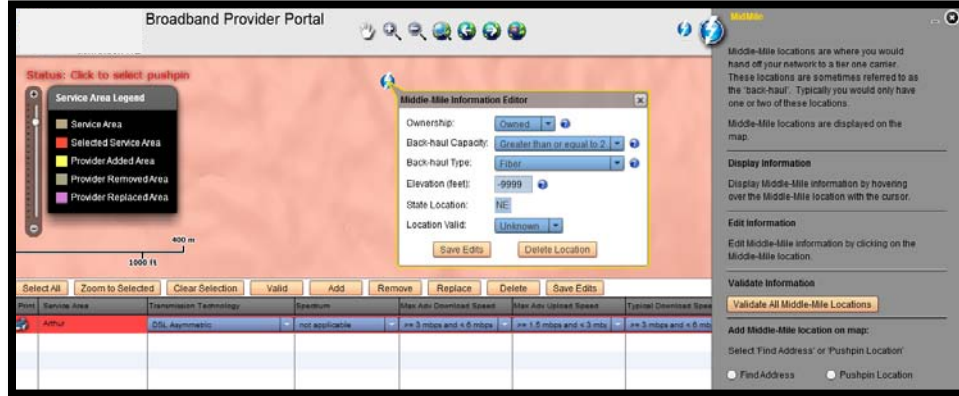 Broadband Provider Portal
Status: Click to select pushpin
Service Area Legend
Service Area
Selected Service Area
Provider Added Area
Provider Removed Area
Provider Replaced Area
400 m
1000 ft
Middle-Mile Information Editor
Ownership: Owned
Back-haul Capacity: Greater than or equal to 2
Back-haul Type: Fiber
Elevation (feet): -9999
State Location: NE
Location Valid: Unknown
Save Edits Delete Location
Select All Zoom to Selected Clear Selection Valid Add Remove Replace Delete Save Edits
Print Service Area Transmission Technology Spectrum Max Adv Download Speed Max Adv Upload Speed Typical Download Spee
Arthur DSL Asymmetric not applicable >= 3 mbps and < 6 mbps >= 1.5 mbps and < 3 mb >= 3 mbps and < 6 mb
MidMile
Middle-Mile locations are where you would
hand off your network to a tier one carrier.
These locations are sometimes referred to as
the 'back-haul'. Typically you would only have
one or two of these locations.
Middle-Mile locations are displayed on the
map.
Display Information
Display Middle-Mile information by hovering
over the Middle-Mile location with the cursor.
Edit Information
Edit Middle-Mile information by clicking on the
Middle-Mile location.
Validate Information
Validate All Middle-Mile Locations
Add Middle-Mile location on map:
Select 'Find Address' or 'Pushpin Location'
Find Address Pushpin Location